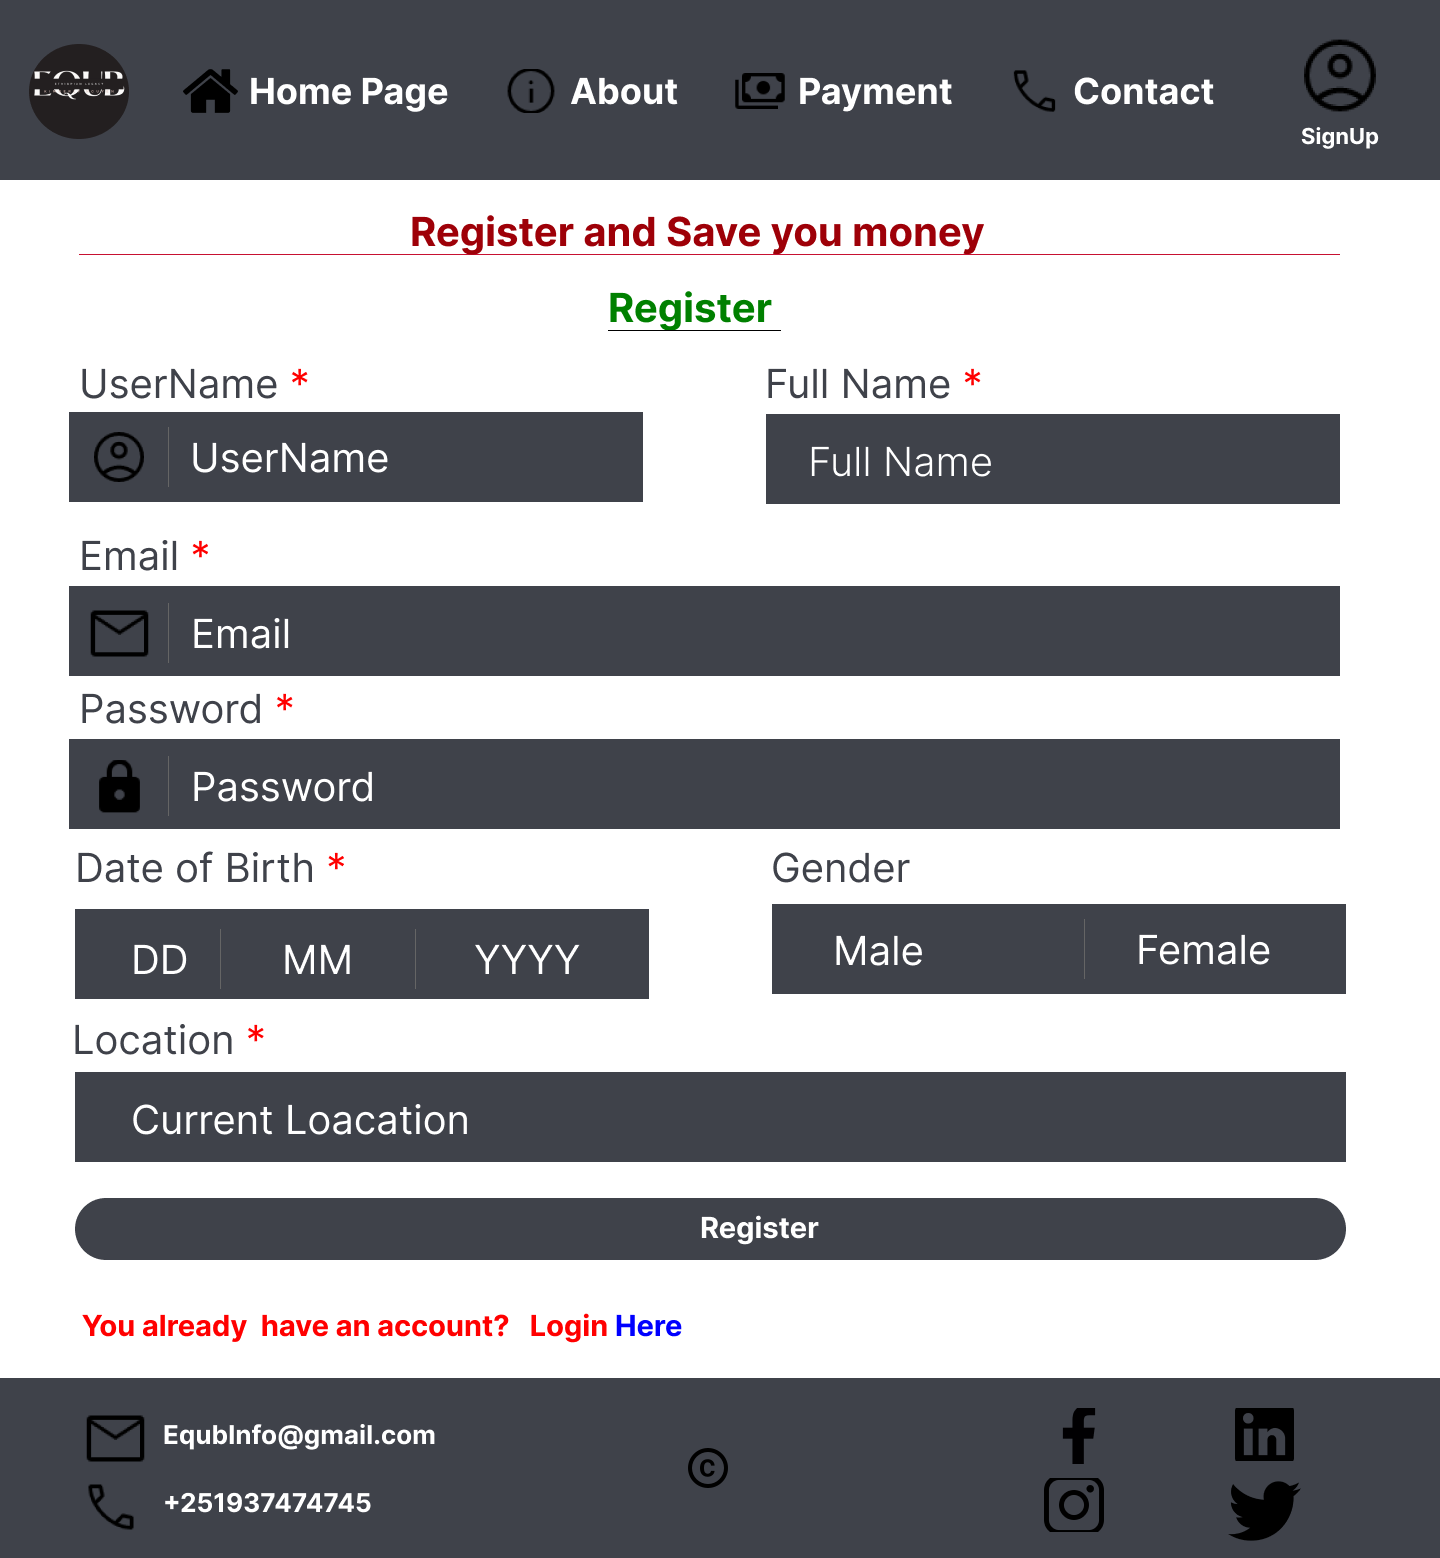 EQUB
Home Page
About
Payment
Contact
SignUp
Register and Save you money
Register
UserName *
Full Name *
UserName
Full Name
Email *
Email
Password *
Password
Date of Birth *
Gender
DD
MM
YYYY
Male
Female
Location *
Current Loacation
Register
You already have an account? Login Here
EqubInfo@gmail.com
©
+251937474745